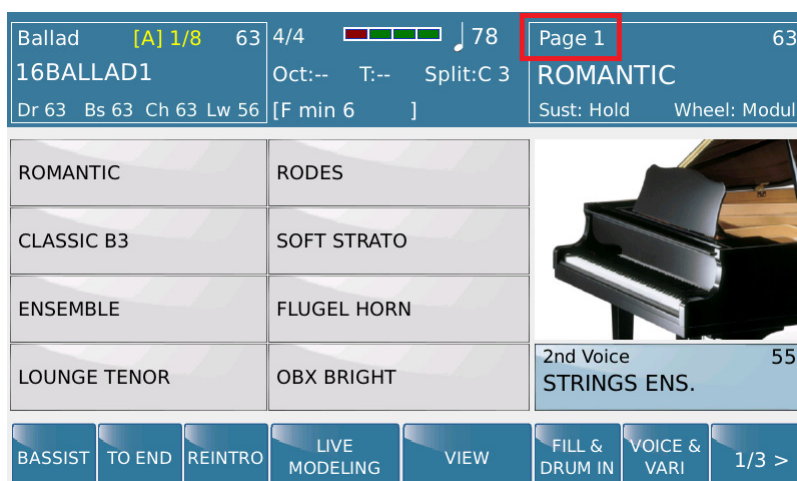 Ballad [A] 1/8 63
16BALLAD1
Dr 63 Bs 63 Ch 63 Lw 56
4/4 78
Oct:-- T:-- Split:C 3
[F min 6 ]
Page 1 63
ROMANTIC
Sust: Hold Wheel: Modul
ROMANTIC
RODES
CLASSIC B3
SOFT STRATO
ENSEMBLE
FLUGEL HORN
LOUNGE TENOR
OBX BRIGHT
2nd Voice 55
STRINGS ENS.
BASSIST
TO END
REINTRO
LIVE
MODELING
VIEW
FILL &
DRUM IN
VOICE &
VARI
1/3 >